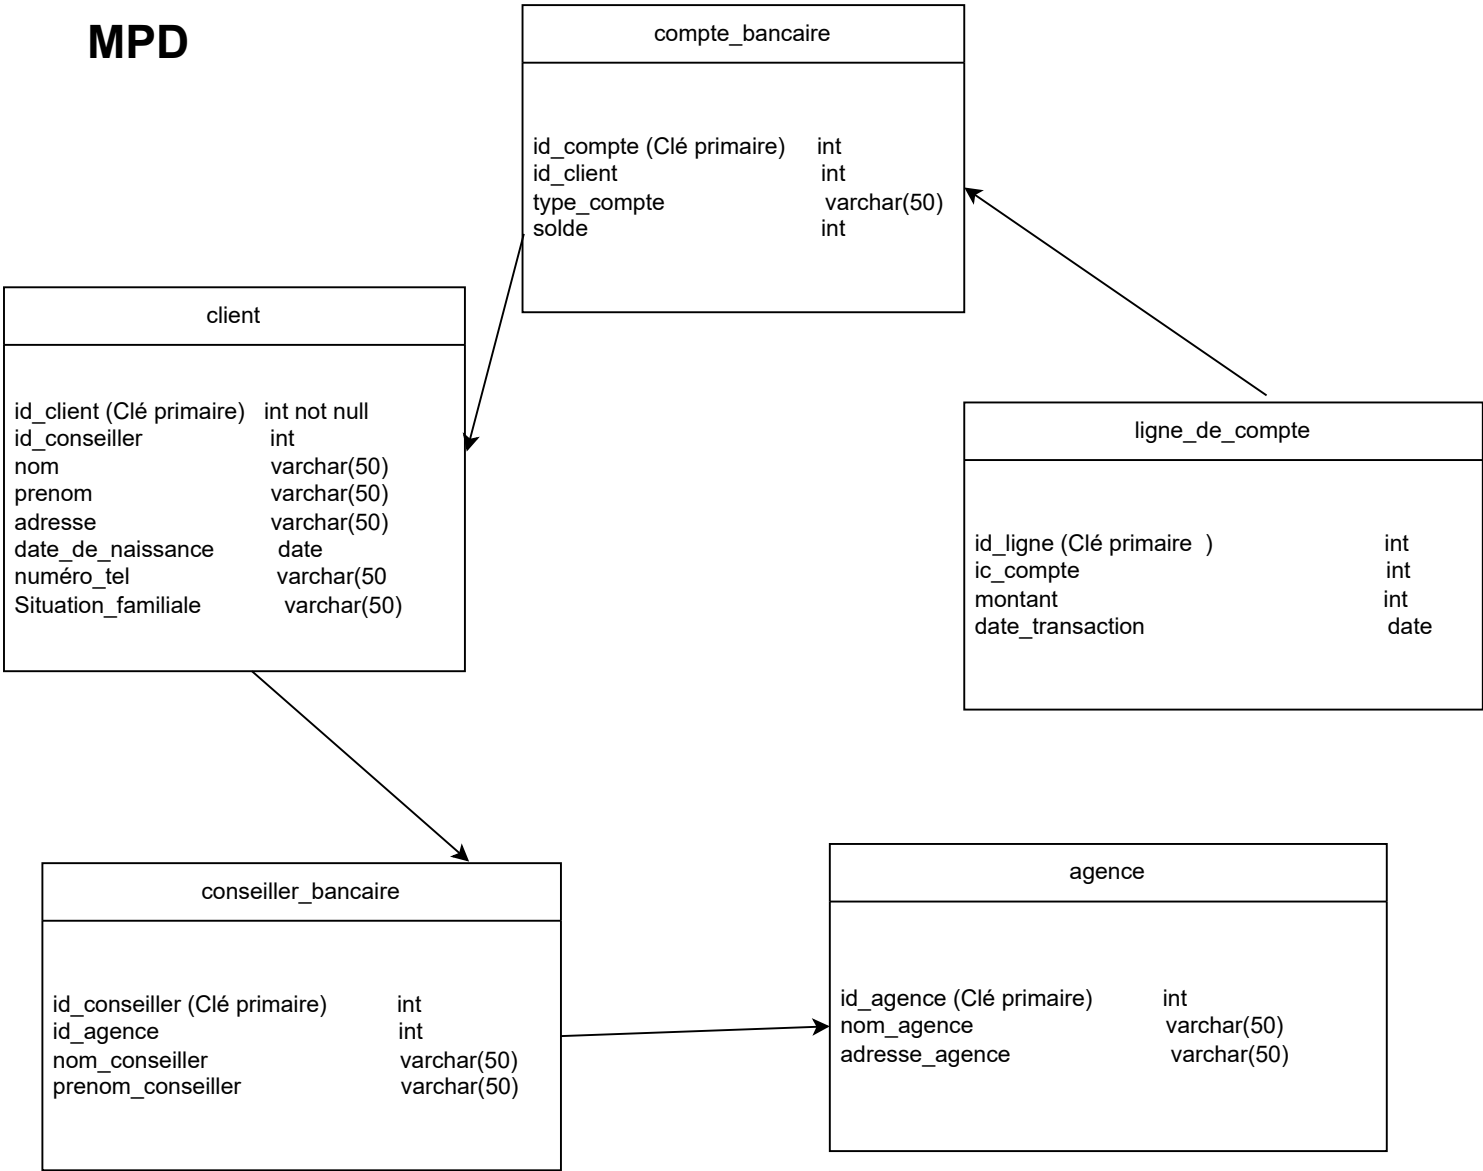 MPD
compte_bancaire
id_compte (Clé primaire) int
id_client int
type_compte varchar(50)
solde int
client
id_client (Clé primaire) int not null
id_conseiller int
nom varchar(50)
prenom varchar(50)
adresse varchar(50)
date_de_naissance date
numéro_tel varchar(50
Situation_familiale varchar(50)
ligne_de_compte
id_ligne (Clé primaire ) int
ic_compte int
montant int
date_transaction date
conseiller_bancaire
id_conseiller (Clé primaire) int
id_agence int
nom_conseiller varchar(50)
prenom_conseiller varchar(50)
agence
id_agence (Clé primaire) int
nom_agence varchar(50)
adresse_agence varchar(50)